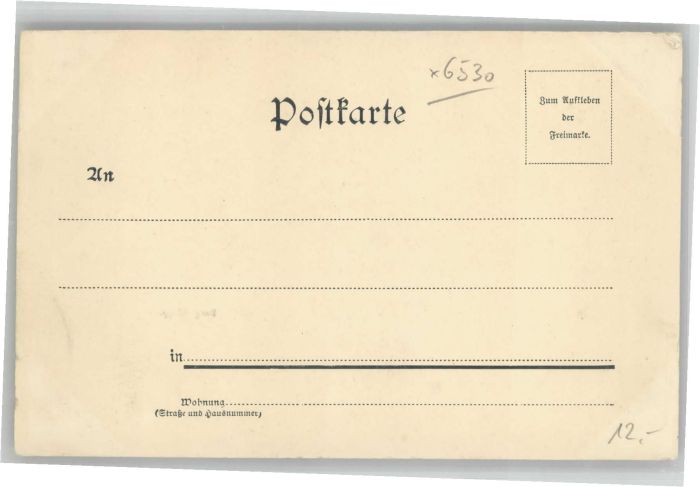 x6530
Postkarte
Zum Aufkleben
der
Freimarke.
An
in
Wohnung
(Straße und Hausnummer)
12.-